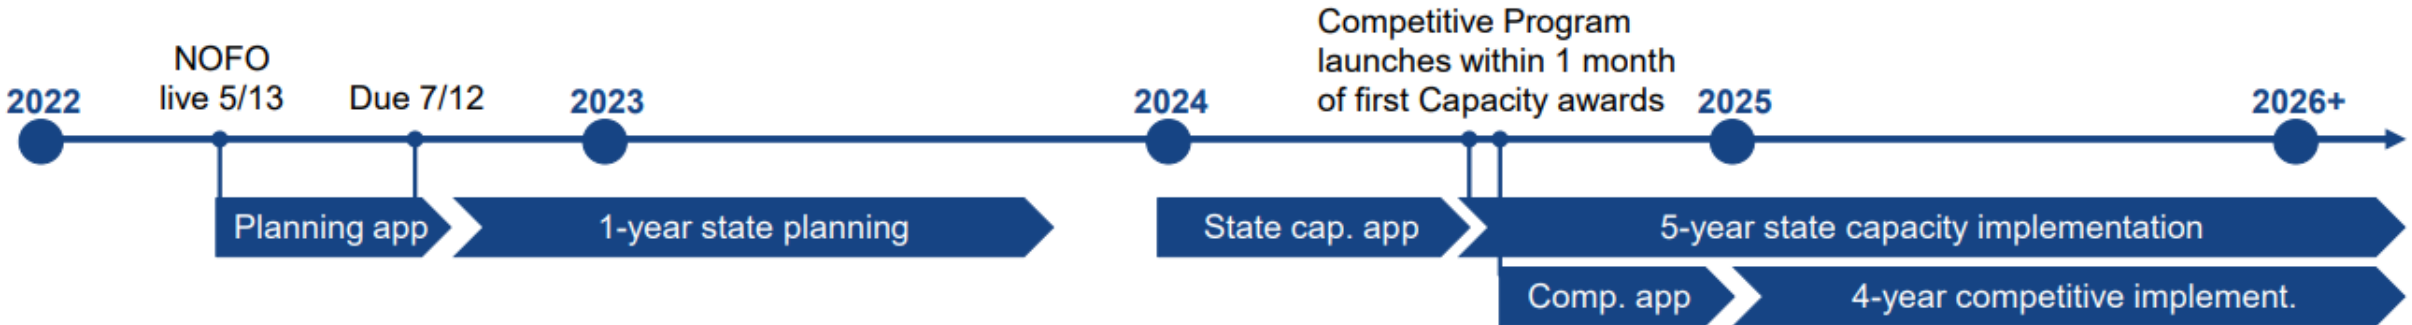 NOFO
live 5/13
Due 7/12
Competitive Program
launches within 1 month
of first Capacity awards
2022
2023
2024
2025
2026+
Planning app
1-year state planning
State cap. app
5-year state capacity implementation
Comp. app
4-year competitive implement.